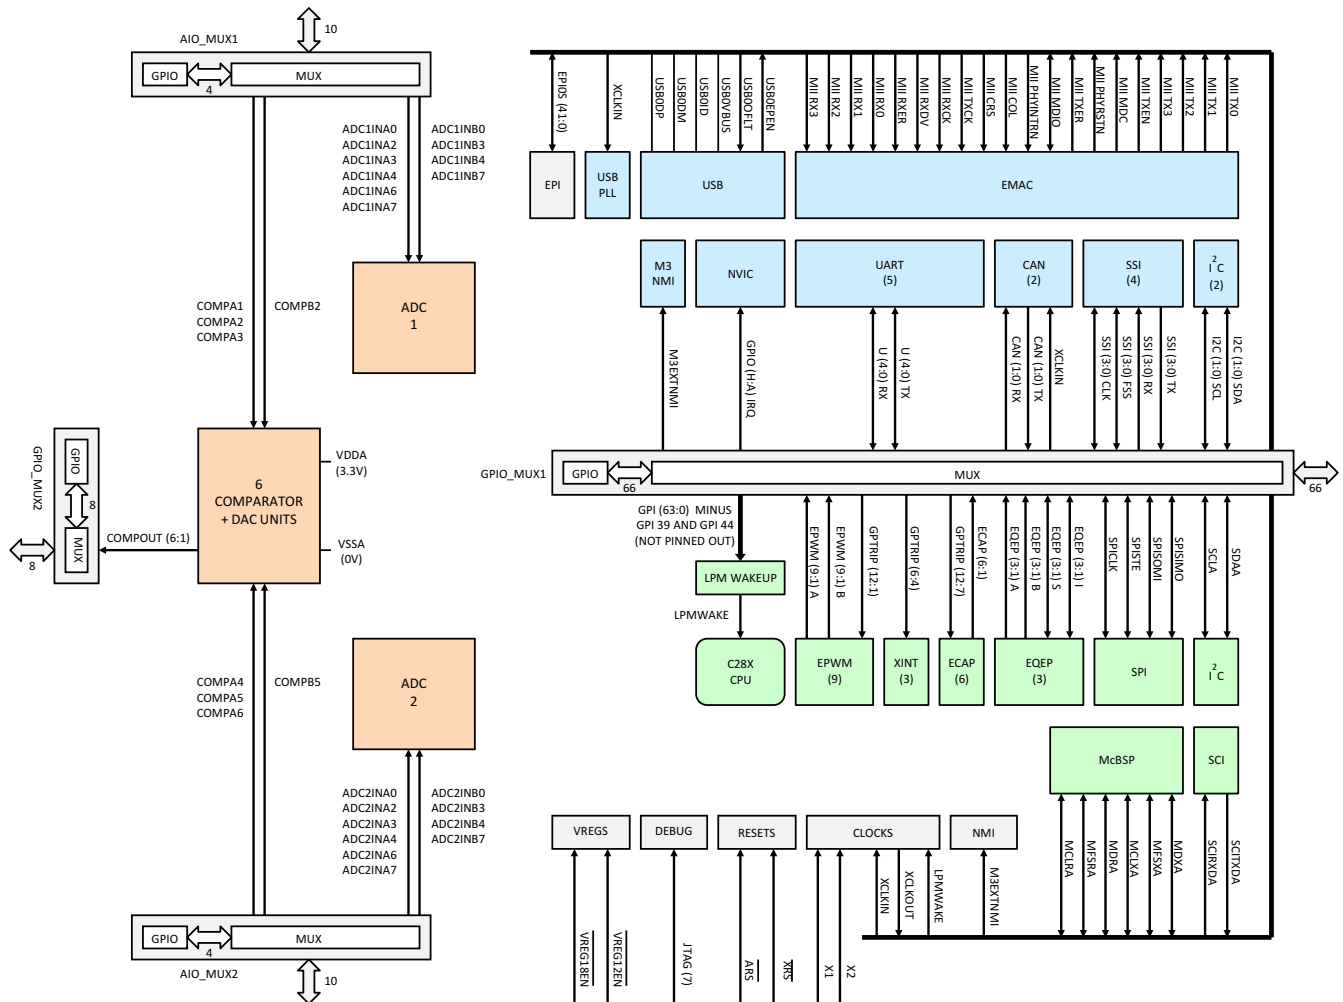 10
AIO_MUX1
GPIO
MUX
4
ADC1INA0
ADC1INA2
ADC1INA3
ADC1INA4
ADC1INA6
ADC1INA7
ADC1INB0
ADC1INB3
ADC1INB4
ADC1INB7
ADC
1
COMPA1
COMPA2
COMPA3
COMPB2
GPIO_MUX2
GPIO
8
MUX
8
COMPOUT (6:1)
6
COMPARATOR
+ DAC UNITS
VDDA
(3.3V)
VSSA
(0V)
COMPA4
COMPA5
COMPA6
COMPB5
ADC
2
ADC2INA0
ADC2INA2
ADC2INA3
ADC2INA4
ADC2INA6
ADC2INA7
ADC2INB0
ADC2INB3
ADC2INB4
ADC2INB7
GPIO
MUX
4
AIO_MUX2
10
EPI0S (41:0)
XCLKIN
USB0DP
USB0DM
USB0ID
USB0VBUS
USB0OFLT
USB0EPEN
MII RX3
MII RX2
MII RX1
MII RX0
MII RXER
MII RXDV
MII RXCK
MII TXCK
MII CRS
MII COL
MII PHYINTRN
MII MDIO
MII TXER
MII PHYRSTN
MII MDC
MII TXEN
MII TX3
MII TX2
MII TX1
MII TX0
EPI
USB
PLL
USB
EMAC
M3
NMI
NVIC
UART
(5)
CAN
(2)
SSI
(4)
I2C
(2)
M3EXTNMI
GPIO (H:A) IRQ
U (4:0) RX
U (4:0) TX
CAN (1:0) RX
CAN (1:0) TX
XCLKIN
SSI (3:0) CLK
SSI (3:0) FSS
SSI (3:0) RX
SSI (3:0) TX
I2C (1:0) SCL
I2C (1:0) SDA
GPIO_MUX1
GPIO
66
MUX
66
GPI (63:0) MINUS
GPI 39 AND GPI 44
(NOT PINNED OUT)
EPWM (9:1) A
EPWM (9:1) B
GPTRIP (12:1)
GPTRIP (6:4)
GPTRIP (12:7)
ECAP (6:1)
EQEP (3:1) A
EQEP (3:1) B
EQEP (3:1) S
EQEP (3:1) I
SPICLK
SPISTE
SPISOMI
SPISIMO
SCLA
SDAA
LPM WAKEUP
LPMWAKE
C28X
CPU
EPWM
(9)
XINT
(3)
ECAP
(6)
EQEP
(3)
SPI
I2C
McBSP
SCI
VREGS
DEBUG
RESETS
CLOCKS
NMI
MCLRA
MFSRA
MDRA
MCLXA
MFSXA
MDXA
SCIRXDA
SCITXDA
VREG18EN
VREG12EN
JTAG (7)
ARS
XRS
X1
X2
XCLKIN
XCLKOUT
LPMWAKE
M3EXTNMI